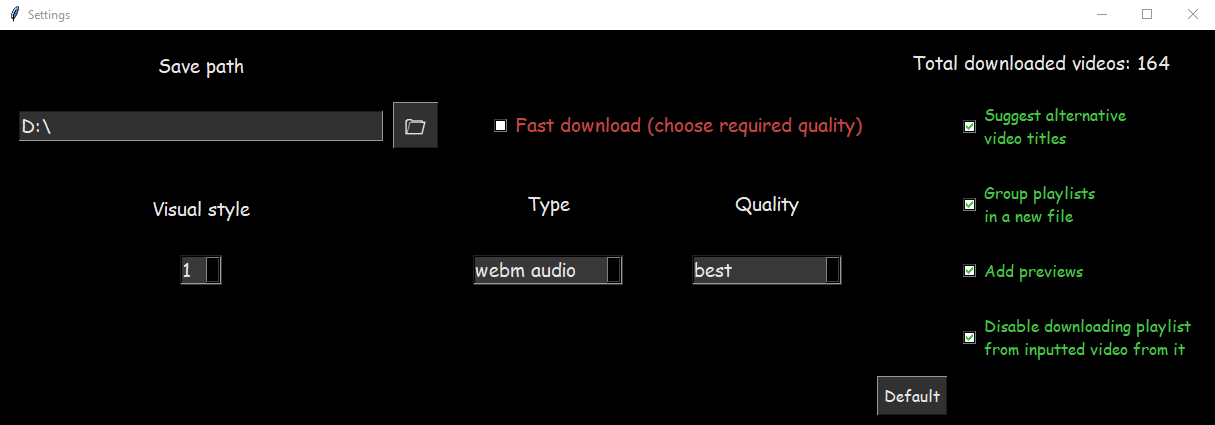 Settings
Save path
Total downloaded videos: 164
D:\
Fast download (choose required quality)
Suggest alternative
video titles
Group playlists
in a new file
Visual style
Type
Quality
1
webm audio
best
Add previews
Disable downloading playlist
from inputted video from it
Default